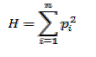 H = \sum_{i=1}^{n} p_i^2